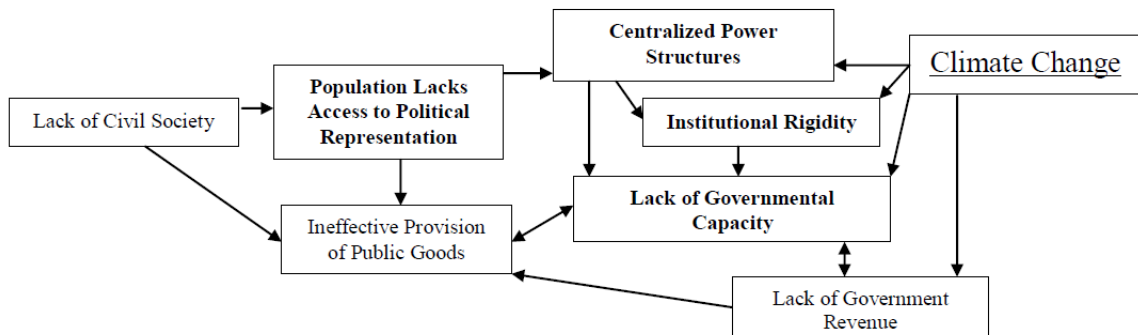 Centralized Power
Structures
Climate Change
Population Lacks
Access to Political
Representation
Lack of Civil Society
Institutional Rigidity
Lack of Governmental
Capacity
Ineffective Provision
of Public Goods
Lack of Government
Revenue